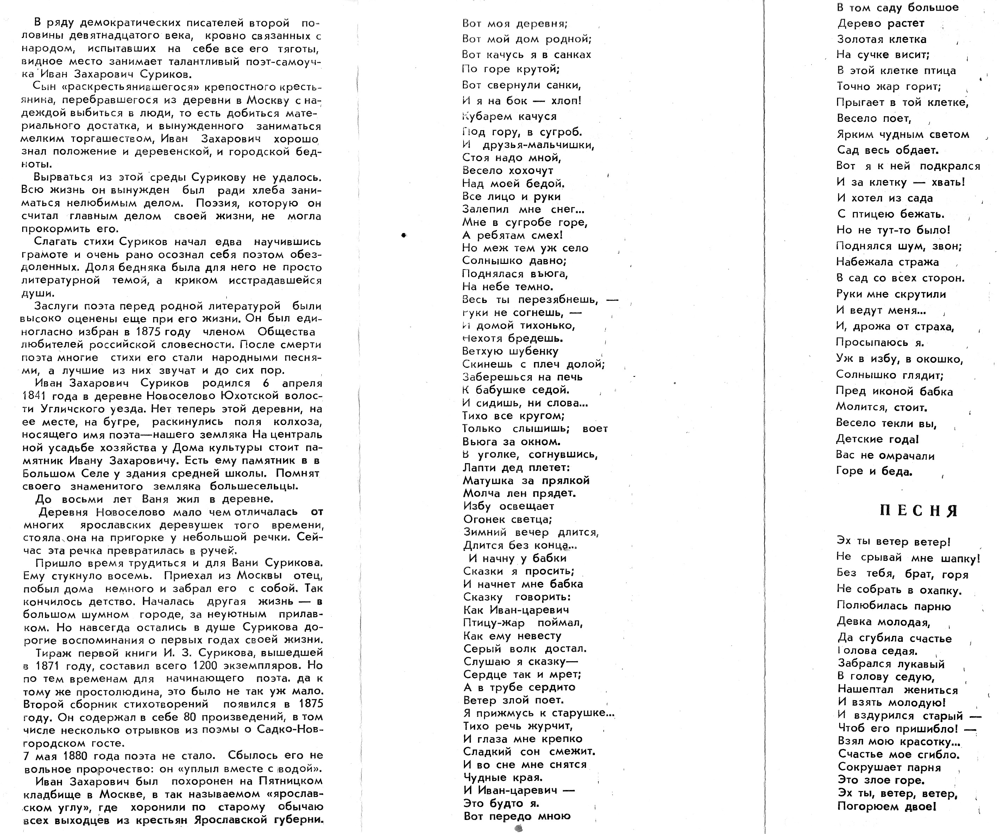 В ряду демократических писателей второй по-
ловины девятнадцатого века, кровно связанных с
народом, испытавших на себе все его тяготы,
видное место занимает талантливый поэт-самоуч-
ка Иван Захарович Суриков.
Сын «раскрестьянившегося» крепостного кресть-
янина, перебравшегося из деревни в Москву с на-
деждой выбиться в люди, то есть добиться мате-
риального достатка, и вынужденного заниматься
мелким торгашеством, Иван Захарович хорошо
знал положение и деревенской, и городской бед-
ноты.
Вырваться из этой среды Сурикову не удалось.
Всю жизнь он вынужден был ради хлеба зани-
маться нелюбимым делом. Поэзия, которую он
считал главным делом своей жизни, не могла
прокормить его.
Слагать стихи Суриков начал едва научившись
грамоте и очень рано осознал себя поэтом обез-
доленных. Доля бедняка была для него не просто
литературной темой, а криком исстрадавшейся
души.
Заслуги поэта перед родной литературой были
высоко оценены еще при его жизни. Он был еди-
ногласно избран в 1875 году членом Общества
любителей российской словесности. После смерти
поэта многие стихи его стали народными песня-
ми, а лучшие из них звучат и до сих пор.
Иван Захарович Суриков родился 6 апреля
1841 года в деревне Новоселово Юхотской волос-
ти Угличского уезда. Нет теперь этой деревни, на
ее месте, на бугре, раскинулись поля колхоза,
носящего имя поэта—нашего земляка На централь
ной усадьбе хозяйства у Дома культуры стоит па-
мятник Ивану Захаровичу. Есть ему памятник в в
Большом Селе у здания средней школы. Помнят
своего знаменитого земляка большесельцы.
До восьми лет Ваня жил в деревне.
Деревня Новоселово мало чем отличалась от
многих ярославских деревушек того времени,
стояла она на пригорке у небольшой речки. Сей-
час эта речка превратилась в ручей.
Пришло время трудиться и для Вани Сурикова.
Ему стукнуло восемь. Приехал из Москвы отец,
побыл дома немного и забрал его с собой. Так
кончилось детство. Началась другая жизнь — в
большом шумном городе, за неуютным прилав-
ком. Но навсегда остались в душе Сурикова до-
рогие воспоминания о первых годах своей жизни.
Тираж первой книги И. З. Сурикова, вышедшей
в 1871 году, составил всего 1200 экземпляров. Но
по тем временам для начинающего поэта. да к
тому же простолюдина, это было не так уж мало.
Второй сборник стихотворений появился в 1875
году. Он содержал в себе 80 произведений, в том
числе несколько отрывков из поэмы о Садко-Нов-
городском госте.
7 мая 1880 года поэта не стало. Сбылось его не
вольное пророчество: он «уплыл вместе с водой».
Иван Захарович был похоронен на Пятницком
кладбище в Москве, в так называемом «ярослав-
ском углу», где хоронили по старому обычаю
всех выходцев из крестьян Ярославской губерни.
Вот моя деревня;
Вот мой дом родной;
Вот качусь я в санках
По горе крутой;
Вот свернули санки,
И я на бок — хлоп!
Кубарем качуся
Под гору, в сугроб.
И друзья-мальчишки,
Стоя надо мной,
Весело хохочут
Над моей бедой.
Все лицо и руки
Залепил мне снег...
Мне в сугробе горе,
А ребятам смех!
Но меж тем уж село
Солнышко давно;
Поднялася вьюга,
На небе темно.
Весь ты перезябнешь, —
Руки не согнешь, —
И домой тихонько,
Нехотя бредешь.
Ветхую шубенку
Скинешь с плеч долой;
Заберешься на печь
К бабушке седой.
И сидишь, ни слова...
Тихо все кругом;
Только слышишь; воет
Вьюга за окном.
В уголке, согнувшись,
Лапти дед плетет:
Матушка за прялкой
Молча лен прядет.
Избу освещает
Огонек светца;
Зимний вечер длится,
Длится без конца...
И начну у бабки
Сказки я просить;
И начнет мне бабка
Сказку говорить:
Как Иван-царевич
Птицу-жар поймал,
Как ему невесту
Серый волк достал.
Слушаю я сказку—
Сердце так и мрет;
А в трубе сердито
Ветер злой поет.
Я прижмусь к старушке...
Тихо речь журчит,
И глаза мне крепко
Сладкий сон смежит.
И во сне мне снятся
Чудные края.
И Иван-царевич —
Это будто я.
Вот передо мною
В том саду большое
Дерево растет
Золотая клетка
На сучке висит;
В этой клетке птица
Точно жар горит;
Прыгает в той клетке,
Весело поет,
Ярким чудным светом
Сад весь обдает.
Вот я к ней подкрался
И за клетку — хвать!
И хотел из сада
С птицею бежать.
Но не тут-то было!
Поднялся шум, звон;
Набежала стража
В сад со всех сторон.
Руки мне скрутили
И ведут меня...
И, дрожа от страха,
Просыпаюсь я.
Уж в избу, в окошко,
Солнышко глядит;
Пред иконой бабка
Молится, стоит.
Весело текли вы,
Детские года!
Вас не омрачали
Горе и беда.
ПЕСНЯ
Эх ты ветер ветер!
Не срывай мне шапку!
Без тебя, брат, горя
Не собрать в охапку.
Полюбилась парню
Девка молодая,
Да сгубила счастье
Голова седая.
Забрался лукавый
В голову седую,
Нашептал жениться
И взять молодую!
И вздурился старый —
Чтоб его пришибло! —
Взял мою красотку...
Счастье мое сгибло.
Сокрушает парня
Это злое горе.
Эх ты, ветер, ветер,
Погорюем двое!